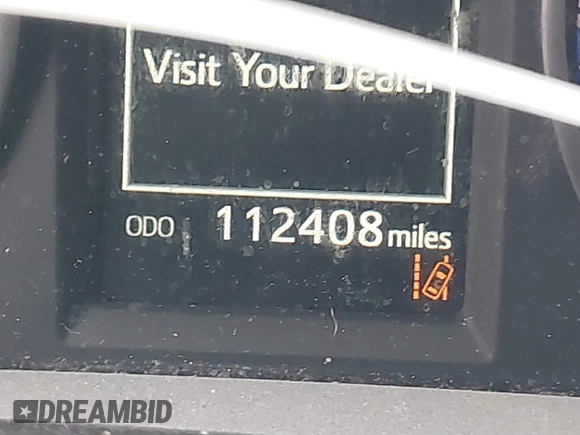 Visit Your Dealer
ODO 112408 miles
DREAMBID